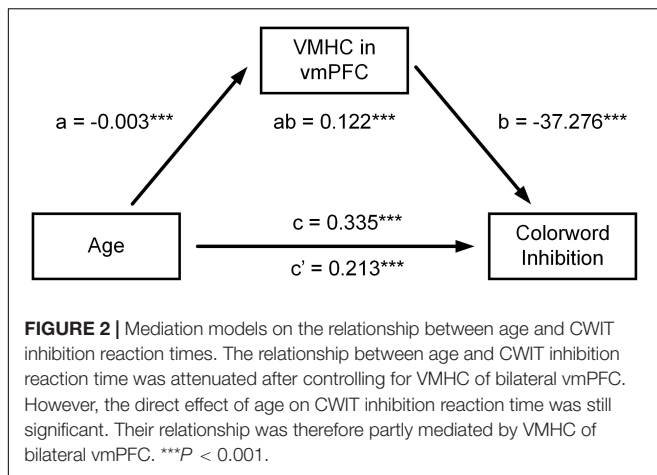 VMHC in
vmPFC
a = -0.003***
ab = 0.122***
b = -37.276***
Age
c = 0.335***
c' = 0.213***
Colorword
Inhibition
FIGURE 2 | Mediation models on the relationship between age and CWIT
inhibition reaction times. The relationship between age and CWIT inhibition
reaction time was attenuated after controlling for VMHC of bilateral vmPFC.
However, the direct effect of age on CWIT inhibition reaction time was still
significant. Their relationship was therefore partly mediated by VMHC of
bilateral vmPFC. ***P < 0.001.